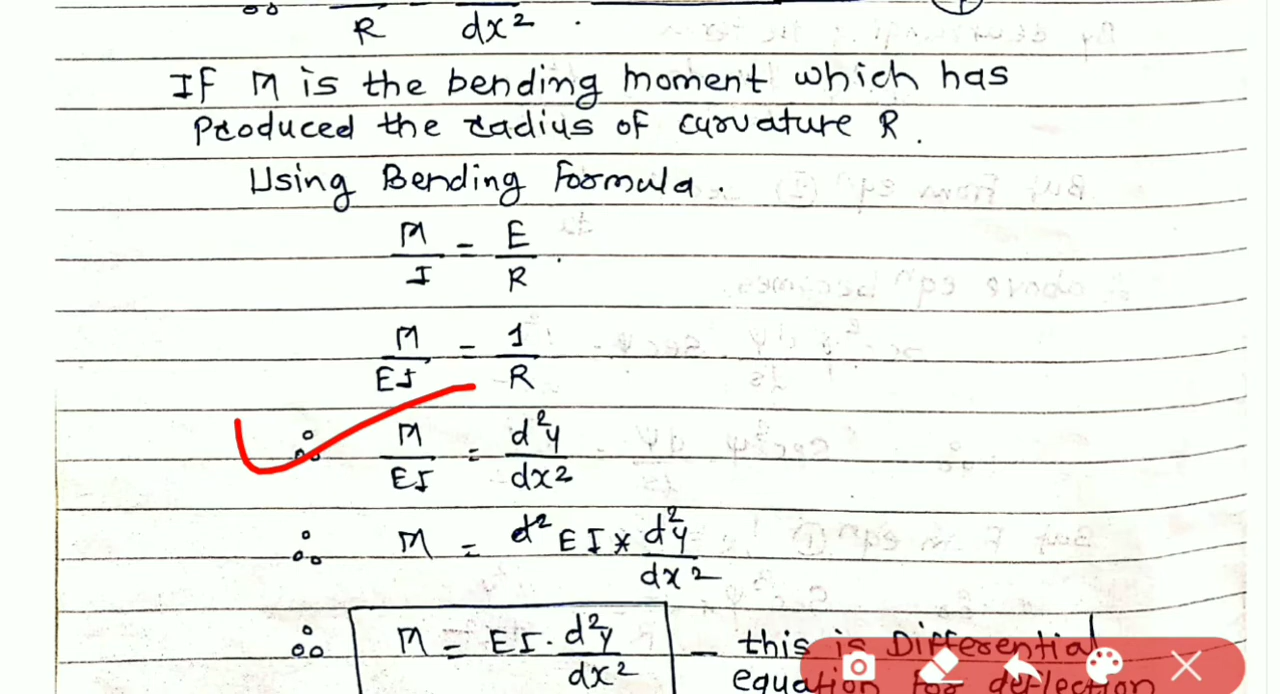 ∴ R dx²
If M is the bending moment which has
Produced the radius of curvature R.
Using Bending Formula.
M/I = E/R.
M/EI = 1/R
∴ M/EI = d²y/dx²
∴ M = d² EI * d²y/dx²
∴ M = EI. d²y/dx² — this is Differential
equation for deflection